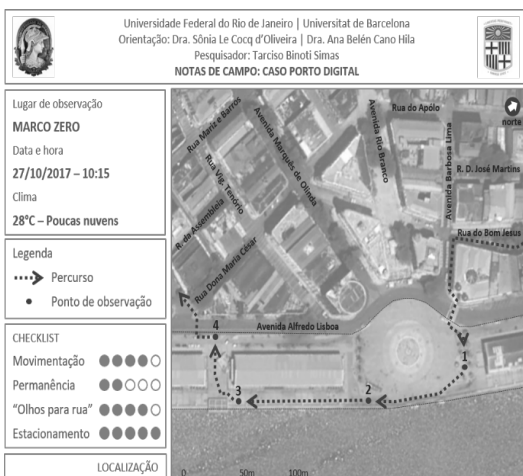 Universidade Federal do Rio de Janeiro | Universitat de Barcelona
Orientação: Dra. Sônia Le Cocq d'Oliveira | Dra. Ana Belén Cano Hila
Pesquisador: Tarciso Binoti Simas
NOTAS DE CAMPO: CASO PORTO DIGITAL
Lugar de observação
MARCO ZERO
Data e hora
27/10/2017 – 10:15
Clima
28°C – Poucas nuvens
Legenda
Percurso
Ponto de observação
CHECKLIST
Movimentação
Permanência
"Olhos para rua"
Estacionamento
LOCALIZAÇÃO
norte
Rua do Apólo
Rua Mariz e Barros
Avenida Marquês de Olinda
Avenida Rio Branco
Avenida Barbosa Lima
R. D. José Martins
Rua Vig. Tenório
R. da Assembleia
Rua do Bom Jesus
Rua Dona Maria César
Avenida Alfredo Lisboa
4
1
3
2
0 50m 100m